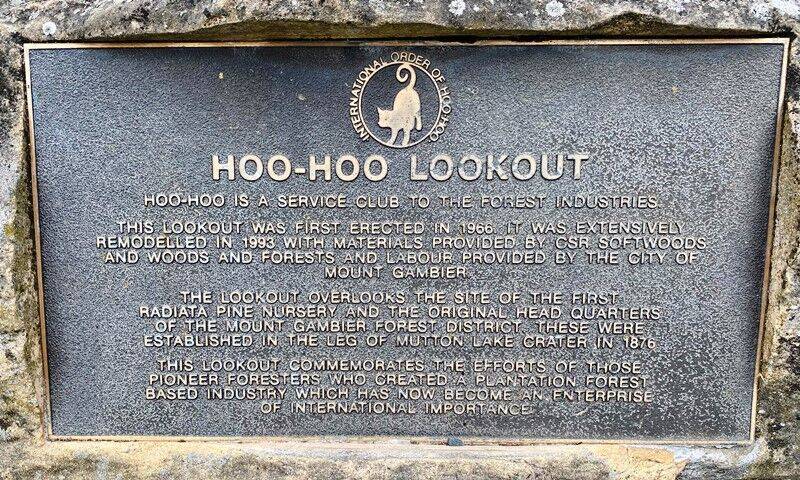 INTERNATIONAL ORDER OF HOO-HOO
HOO-HOO LOOKOUT
HOO-HOO IS A SERVICE CLUB TO THE FOREST INDUSTRIES
THIS LOOKOUT WAS FIRST ERECTED IN 1966. IT WAS EXTENSIVELY
REMODELLED IN 1993 WITH MATERIALS PROVIDED BY CSR SOFTWOODS
AND WOODS AND FORESTS AND LABOUR PROVIDED BY THE CITY OF
MOUNT GAMBIER.
THE LOOKOUT OVERLOOKS THE SITE OF THE FIRST
RADIATA PINE NURSERY AND THE ORIGINAL HEAD QUARTERS
OF THE MOUNT GAMBIER FOREST DISTRICT. THESE WERE
ESTABLISHED IN THE LEG OF MUTTON LAKE CRATER IN 1876
THIS LOOKOUT COMMEMORATES THE EFFORTS OF THOSE
PIONEER FORESTERS WHO CREATED A PLANTATION FOREST
BASED INDUSTRY WHICH HAS NOW BECOME AN ENTERPRISE
OF INTERNATIONAL IMPORTANCE.